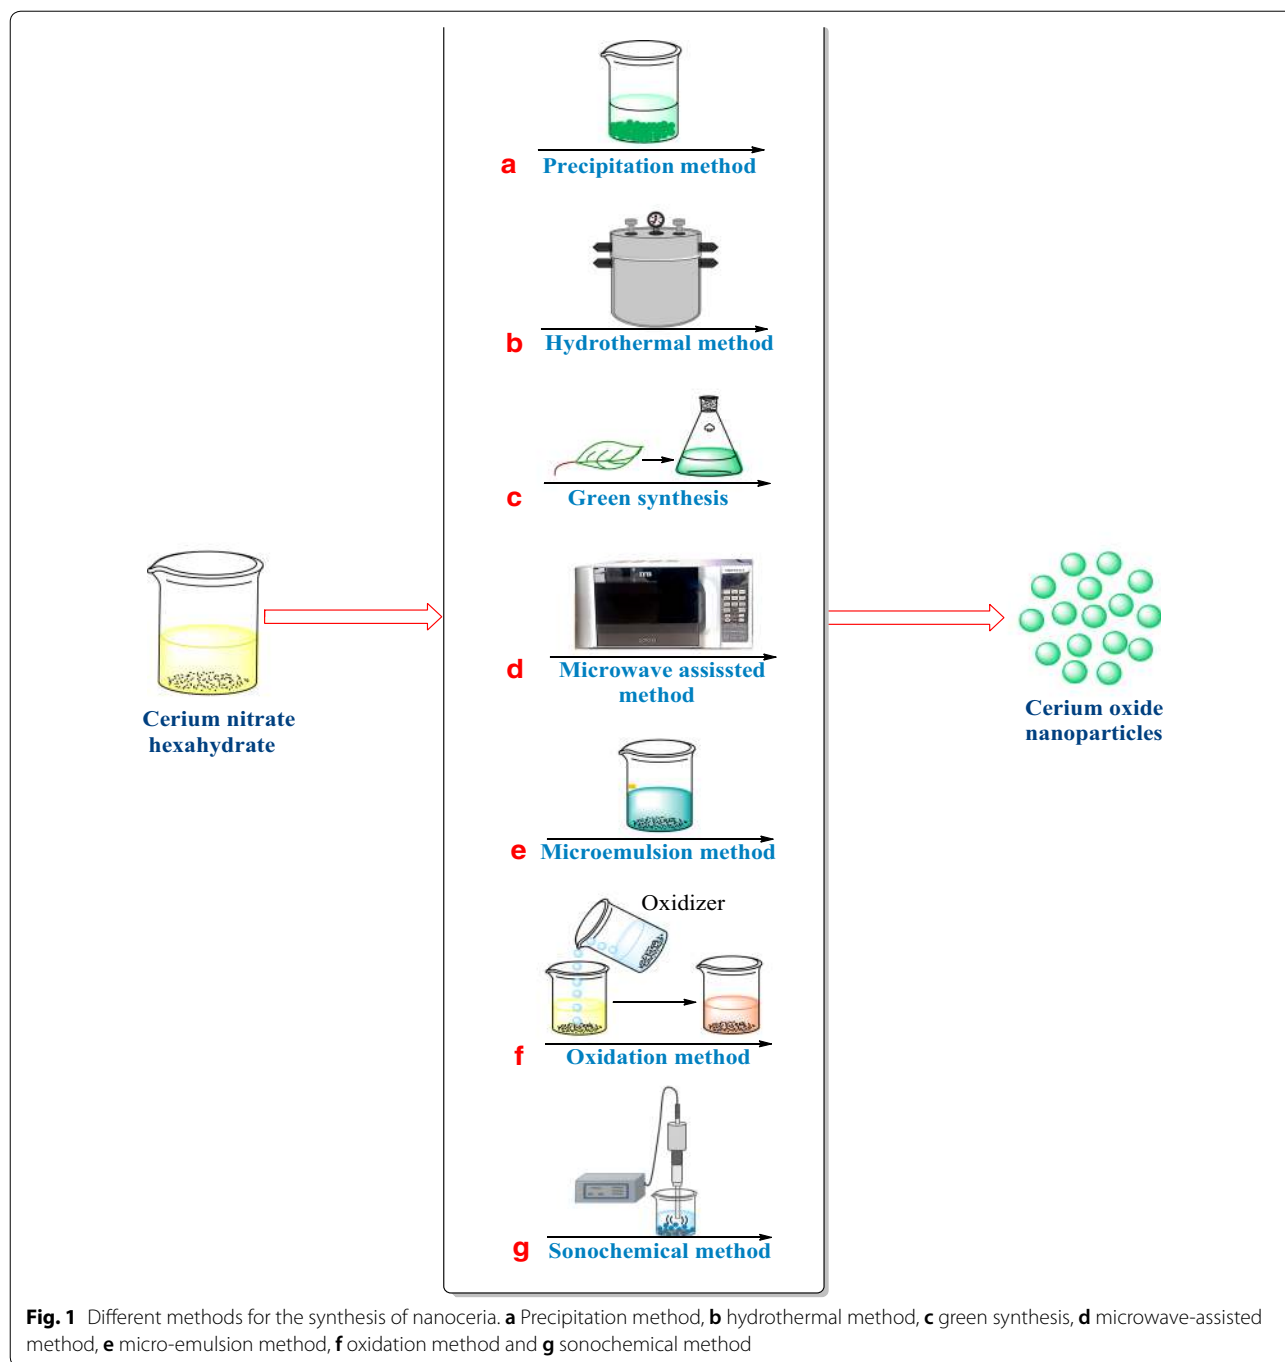 a Precipitation method
b Hydrothermal method
c Green synthesis
d Microwave assissted
method
Cerium nitrate
hexahydrate
Cerium oxide
nanoparticles
e Microemulsion method
Oxidizer
f Oxidation method
g Sonochemical method
Fig. 1 Different methods for the synthesis of nanoceria. a Precipitation method, b hydrothermal method, c green synthesis, d microwave-assisted
method, e micro-emulsion method, f oxidation method and g sonochemical method